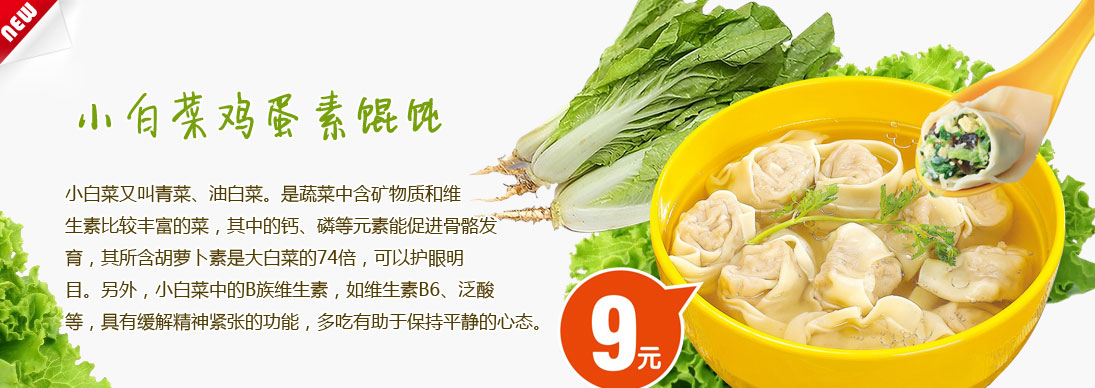 NEW
小白菜鸡蛋素馄饨
小白菜又叫青菜、油白菜。是蔬菜中含矿物质和维
生素比较丰富的菜，其中的钙、磷等元素能促进骨骼发
育，其所含胡萝卜素是大白菜的74倍，可以护眼明
目。另外，小白菜中的B族维生素，如维生素B6、泛酸
等，具有缓解精神紧张的功能，多吃有助于保持平静的心态。
9元